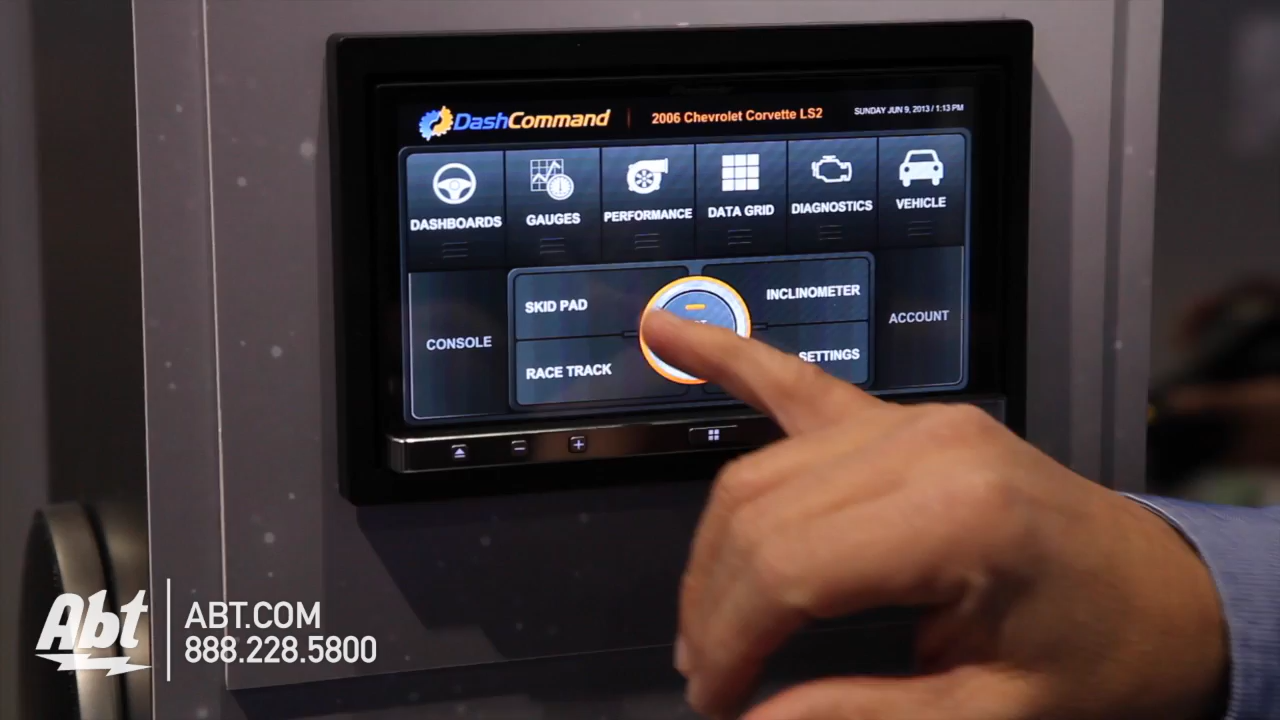 DashCommand
2006 Chevrolet Corvette LS2
SUNDAY JUN 9, 2013 / 1:13 PM
DASHBOARDS
GAUGES
PERFORMANCE
DATA GRID
DIAGNOSTICS
VEHICLE
CONSOLE
SKID PAD
INCLINOMETER
ACCOUNT
RACE TRACK
SETTINGS
Abt
ABT.COM
888.228.5800